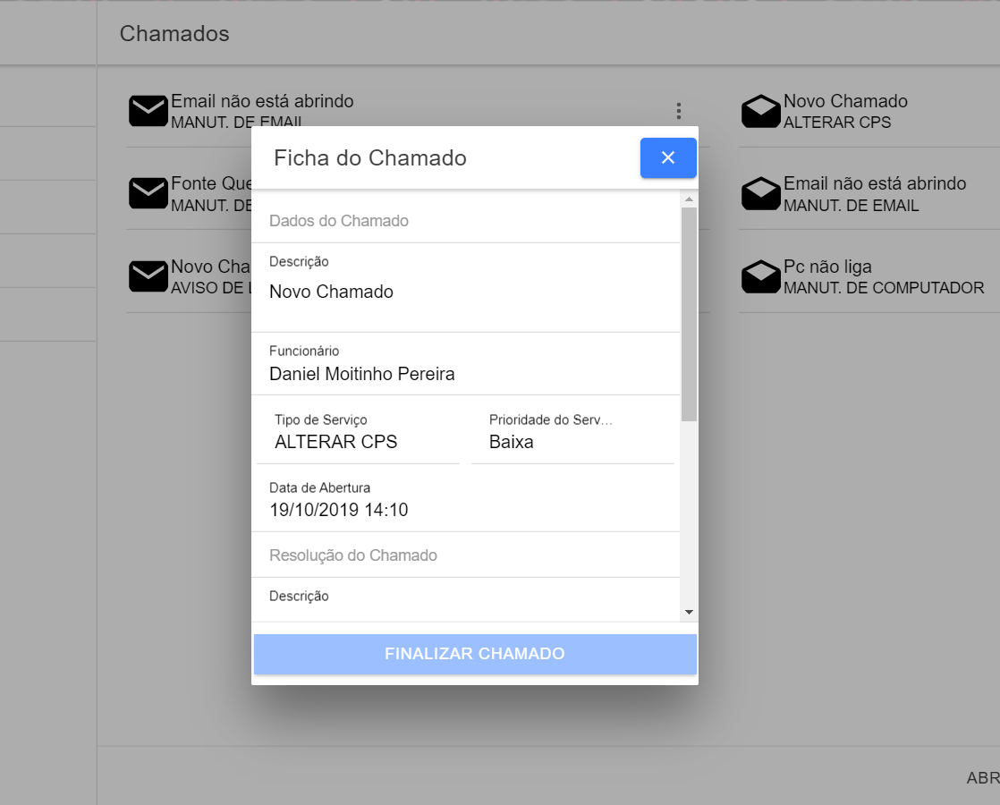 Chamados
Email não está abrindo
MANUT. DE EMAIL
Novo Chamado
ALTERAR CPS
Fonte Que
MANUT. DE
Email não está abrindo
MANUT. DE EMAIL
Novo Cha
AVISO DE
Pc não liga
MANUT. DE COMPUTADOR
Ficha do Chamado
Dados do Chamado
Descrição
Novo Chamado
Funcionário
Daniel Moitinho Pereira
Tipo de Serviço
Prioridade do Serv...
ALTERAR CPS
Baixa
Data de Abertura
19/10/2019 14:10
Resolução do Chamado
Descrição
FINALIZAR CHAMADO
ABR